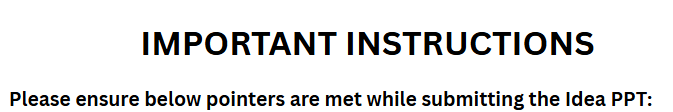 IMPORTANT INSTRUCTIONS
Please ensure below pointers are met while submitting the Idea PPT: